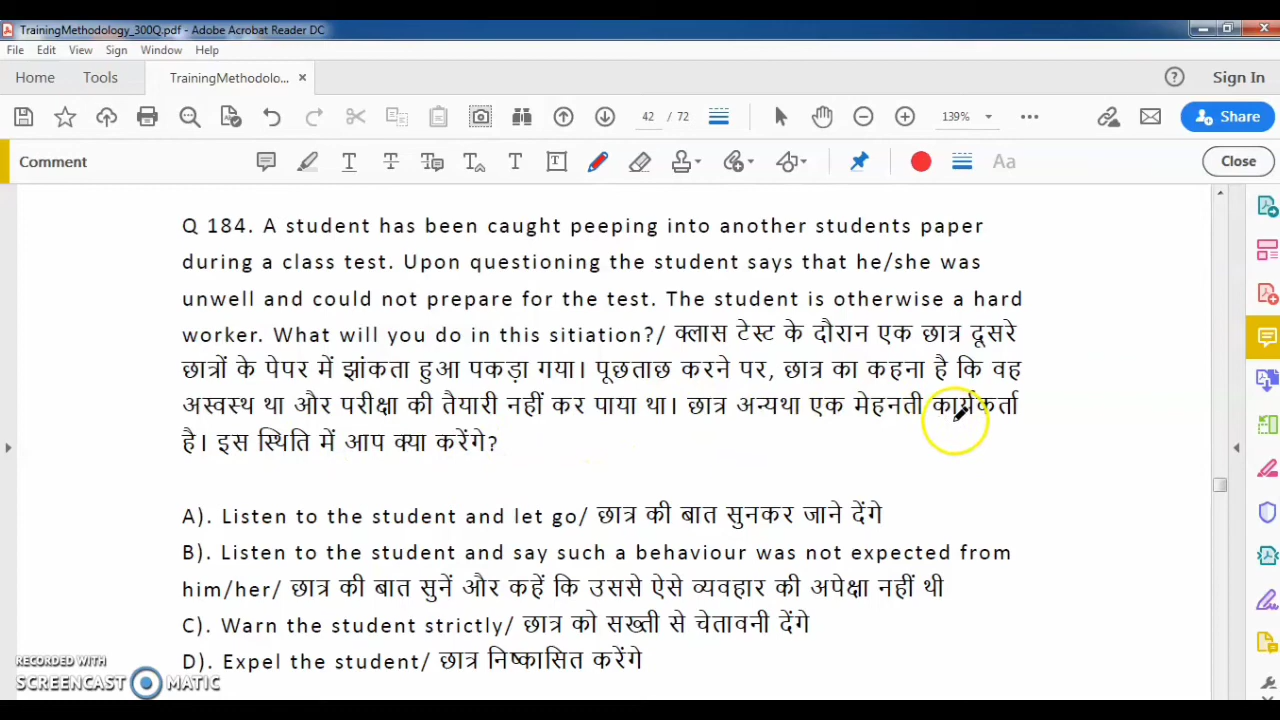 TrainingMethodology_300Q.pdf - Adobe Acrobat Reader DC
File Edit View Window Help
Home Tools TrainingMethodolo... × Sign In
42 / 72 139% Share
Comment Close
Q 184. A student has been caught peeping into another students paper
during a class test. Upon questioning the student says that he/she was
unwell and could not prepare for the test. The student is otherwise a hard
worker. What will you do in this sitiation?/ क्लास टेस्ट के दौरान एक छात्र दूसरे
छात्रों के पेपर में झांकता हुआ पकड़ा गया। पूछताछ करने पर, छात्र का कहना है कि वह
अस्वस्थ था और परीक्षा की तैयारी नहीं कर पाया था। छात्र अन्यथा एक मेहनती कार्यकर्ता
है। इस स्थिति में आप क्या करेंगे?
A). Listen to the student and let go/ छात्र की बात सुनकर जाने देंगे
B). Listen to the student and say such a behaviour was not expected from
him/her/ छात्र की बात सुनें और कहें कि उससे ऐसे व्यवहार की अपेक्षा नहीं थी
C). Warn the student strictly/ छात्र को सख्ती से चेतावनी देंगे
D). Expel the student/ छात्र निष्कासित करेंगे
RECORDED WITH
SCREENCAST MATIC